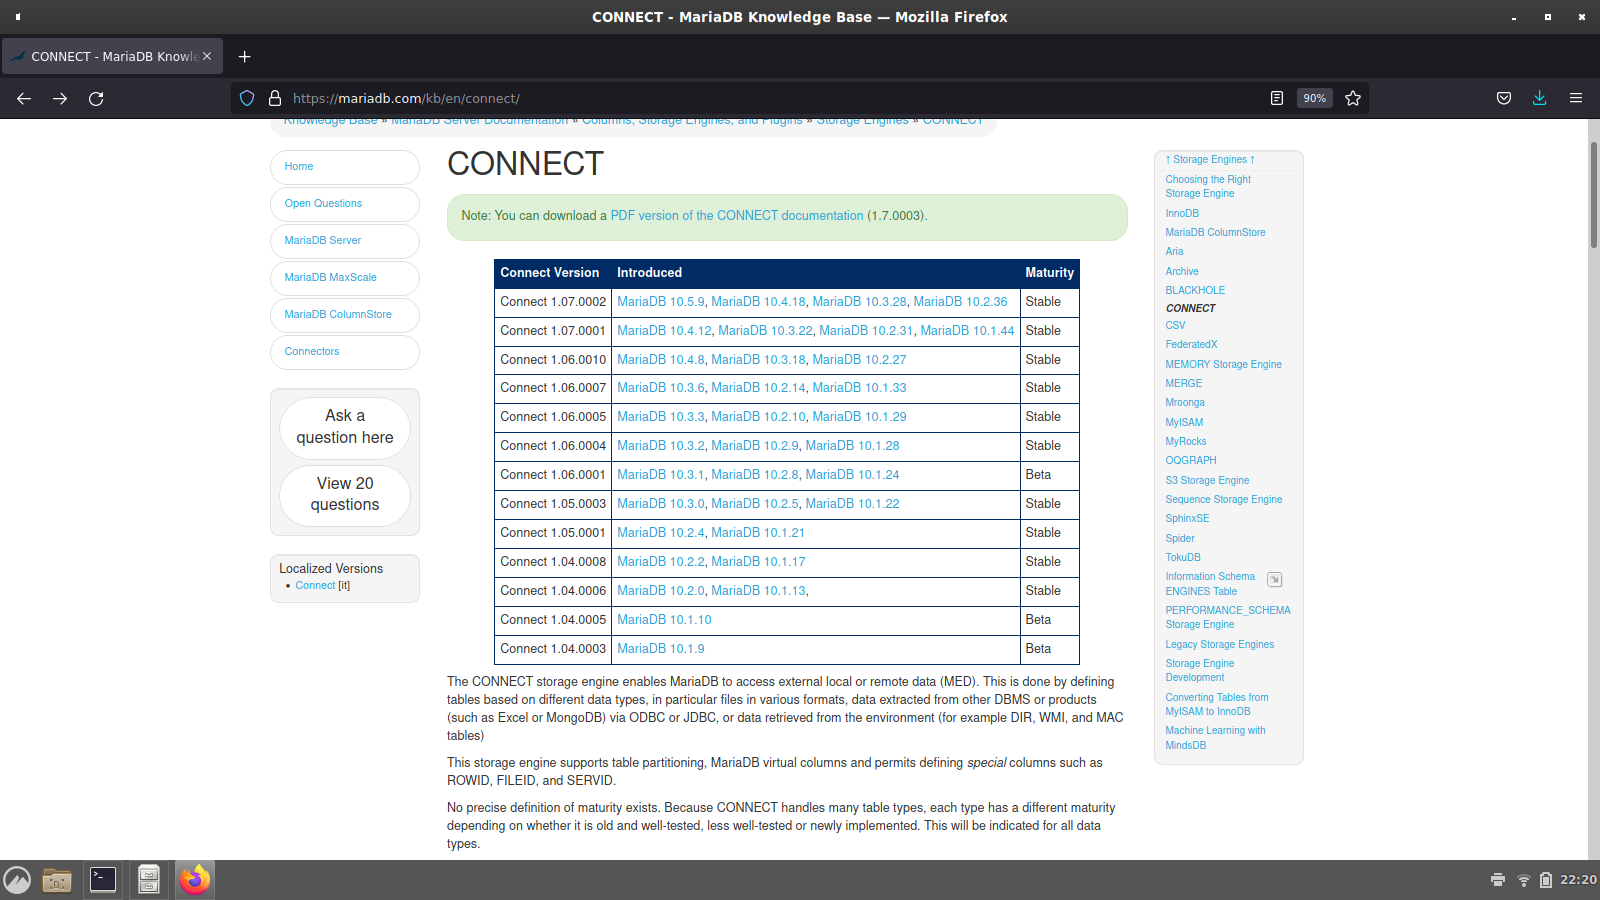 CONNECT - MariaDB Knowledge Base — Mozilla Firefox
CONNECT - MariaDB Knowle
https://mariadb.com/kb/en/connect/
90%
Knowledge Base » MariaDB Server Documentation » Columns, Storage Engines, and Plugins » Storage Engines » CONNECT
Home
Open Questions
MariaDB Server
MariaDB MaxScale
MariaDB ColumnStore
Connectors
Ask a
question here
View 20
questions
Localized Versions
• Connect [it]
CONNECT
Note: You can download a PDF version of the CONNECT documentation (1.7.0003).
Connect Version Introduced Maturity
Connect 1.07.0002 MariaDB 10.5.9, MariaDB 10.4.18, MariaDB 10.3.28, MariaDB 10.2.36 Stable
Connect 1.07.0001 MariaDB 10.4.12, MariaDB 10.3.22, MariaDB 10.2.31, MariaDB 10.1.44 Stable
Connect 1.06.0010 MariaDB 10.4.8, MariaDB 10.3.18, MariaDB 10.2.27 Stable
Connect 1.06.0007 MariaDB 10.3.6, MariaDB 10.2.14, MariaDB 10.1.33 Stable
Connect 1.06.0005 MariaDB 10.3.3, MariaDB 10.2.10, MariaDB 10.1.29 Stable
Connect 1.06.0004 MariaDB 10.3.2, MariaDB 10.2.9, MariaDB 10.1.28 Stable
Connect 1.06.0001 MariaDB 10.3.1, MariaDB 10.2.8, MariaDB 10.1.24 Beta
Connect 1.05.0003 MariaDB 10.3.0, MariaDB 10.2.5, MariaDB 10.1.22 Stable
Connect 1.05.0001 MariaDB 10.2.4, MariaDB 10.1.21 Stable
Connect 1.04.0008 MariaDB 10.2.2, MariaDB 10.1.17 Stable
Connect 1.04.0006 MariaDB 10.2.0, MariaDB 10.1.13, Stable
Connect 1.04.0005 MariaDB 10.1.10 Beta
Connect 1.04.0003 MariaDB 10.1.9 Beta
The CONNECT storage engine enables MariaDB to access external local or remote data (MED). This is done by defining
tables based on different data types, in particular files in various formats, data extracted from other DBMS or products
(such as Excel or MongoDB) via ODBC or JDBC, or data retrieved from the environment (for example DIR, WMI, and MAC
tables)
This storage engine supports table partitioning, MariaDB virtual columns and permits defining special columns such as
ROWID, FILEID, and SERVID.
No precise definition of maturity exists. Because CONNECT handles many table types, each type has a different maturity
depending on whether it is old and well-tested, less well-tested or newly implemented. This will be indicated for all data
types.
↑ Storage Engines ↑
Choosing the Right
Storage Engine
InnoDB
MariaDB ColumnStore
Aria
Archive
BLACKHOLE
CONNECT
CSV
FederatedX
MEMORY Storage Engine
MERGE
Mroonga
MyISAM
MyRocks
OQGRAPH
S3 Storage Engine
Sequence Storage Engine
SphinxSE
Spider
TokuDB
Information Schema
ENGINES Table
PERFORMANCE_SCHEMA
Storage Engine
Legacy Storage Engines
Storage Engine
Development
Converting Tables from
MyISAM to InnoDB
Machine Learning with
MindsDB
22:20